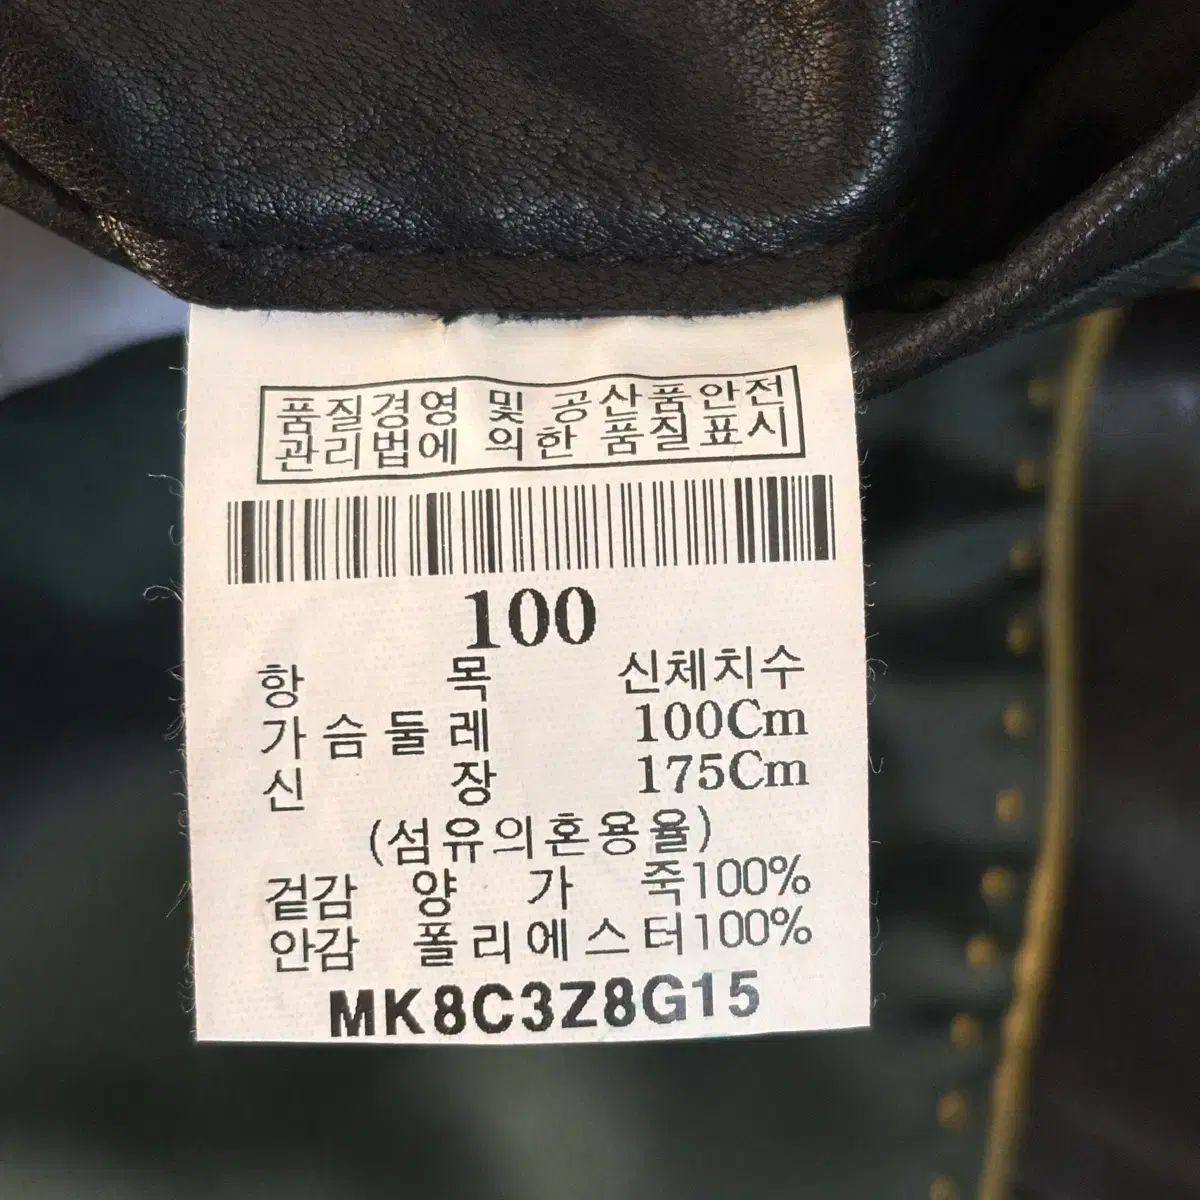 품질경영 및 공산품안전
관리법에 의한 품질표시
100
항 목 신체치수
가슴둘레 100Cm
신 장 175Cm
(섬유의혼용율)
겉감 양 가 죽100%
안감 폴리에스터100%
MK8C3Z8G15